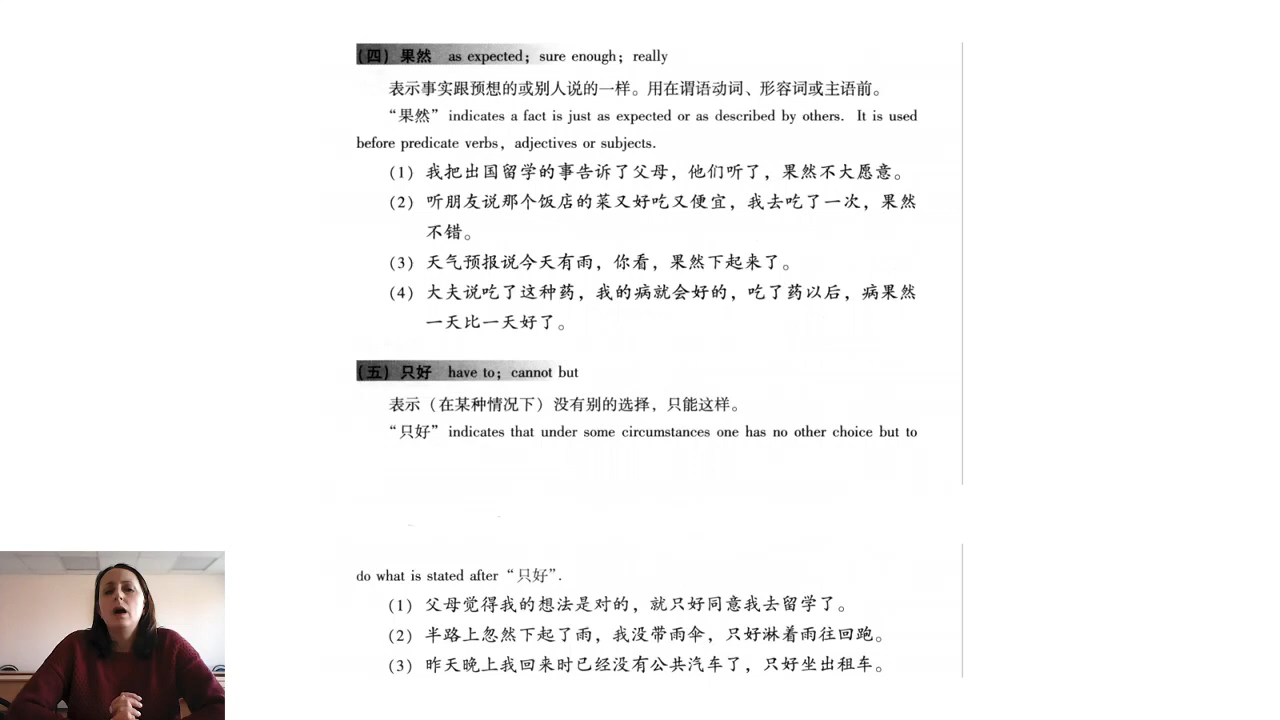 (四) 果然 as expected; sure enough; really
表示事实跟预想的或别人说的一样。用在谓语动词、形容词或主语前。
“果然” indicates a fact is just as expected or as described by others. It is used
before predicate verbs, adjectives or subjects.
(1) 我把出国留学的事告诉了父母，他们听了，果然不大愿意。
(2) 听朋友说那个饭店的菜又好吃又便宜，我去吃了一次，果然
不错。
(3) 天气预报说今天有雨，你看，果然下起来了。
(4) 大夫说吃了这种药，我的病就会好的，吃了药以后，病果然
一天比一天好了。
(五) 只好 have to; cannot but
表示（在某种情况下）没有别的选择，只能这样。
“只好” indicates that under some circumstances one has no other choice but to
do what is stated after “只好”.
(1) 父母觉得我的想法是对的，就只好同意我去留学了。
(2) 半路上忽然下起了雨，我没带雨伞，只好淋着雨往回跑。
(3) 昨天晚上我回来时已经没有公共汽车了，只好坐出租车。